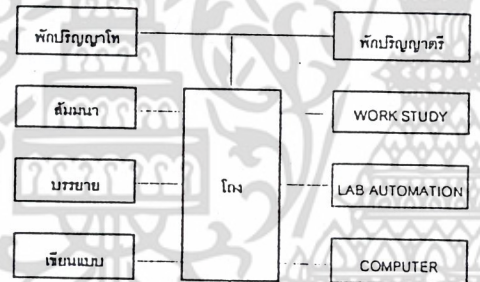 พักปริญญาโท
พักปริญญาตรี
สัมมนา
WORK STUDY
บรรยาย
โถง
LAB AUTOMATION
เขียนแบบ
COMPUTER